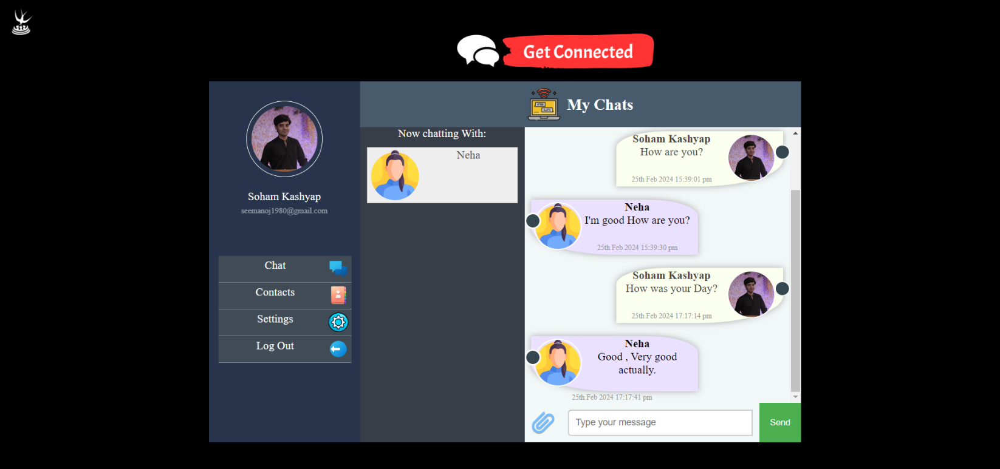 Get Connected
Soham Kashyap
seemanoj1980@gmail.com
Chat
Contacts
Settings
Log Out
My Chats
Now chatting With:
Neha
Soham Kashyap
How are you?
25th Feb 2024 15:39:01 pm
Neha
I'm good How are you?
25th Feb 2024 15:39:30 pm
Soham Kashyap
How was your Day?
25th Feb 2024 17:17:14 pm
Neha
Good , Very good
actually.
25th Feb 2024 17:17:41 pm
Type your message
Send